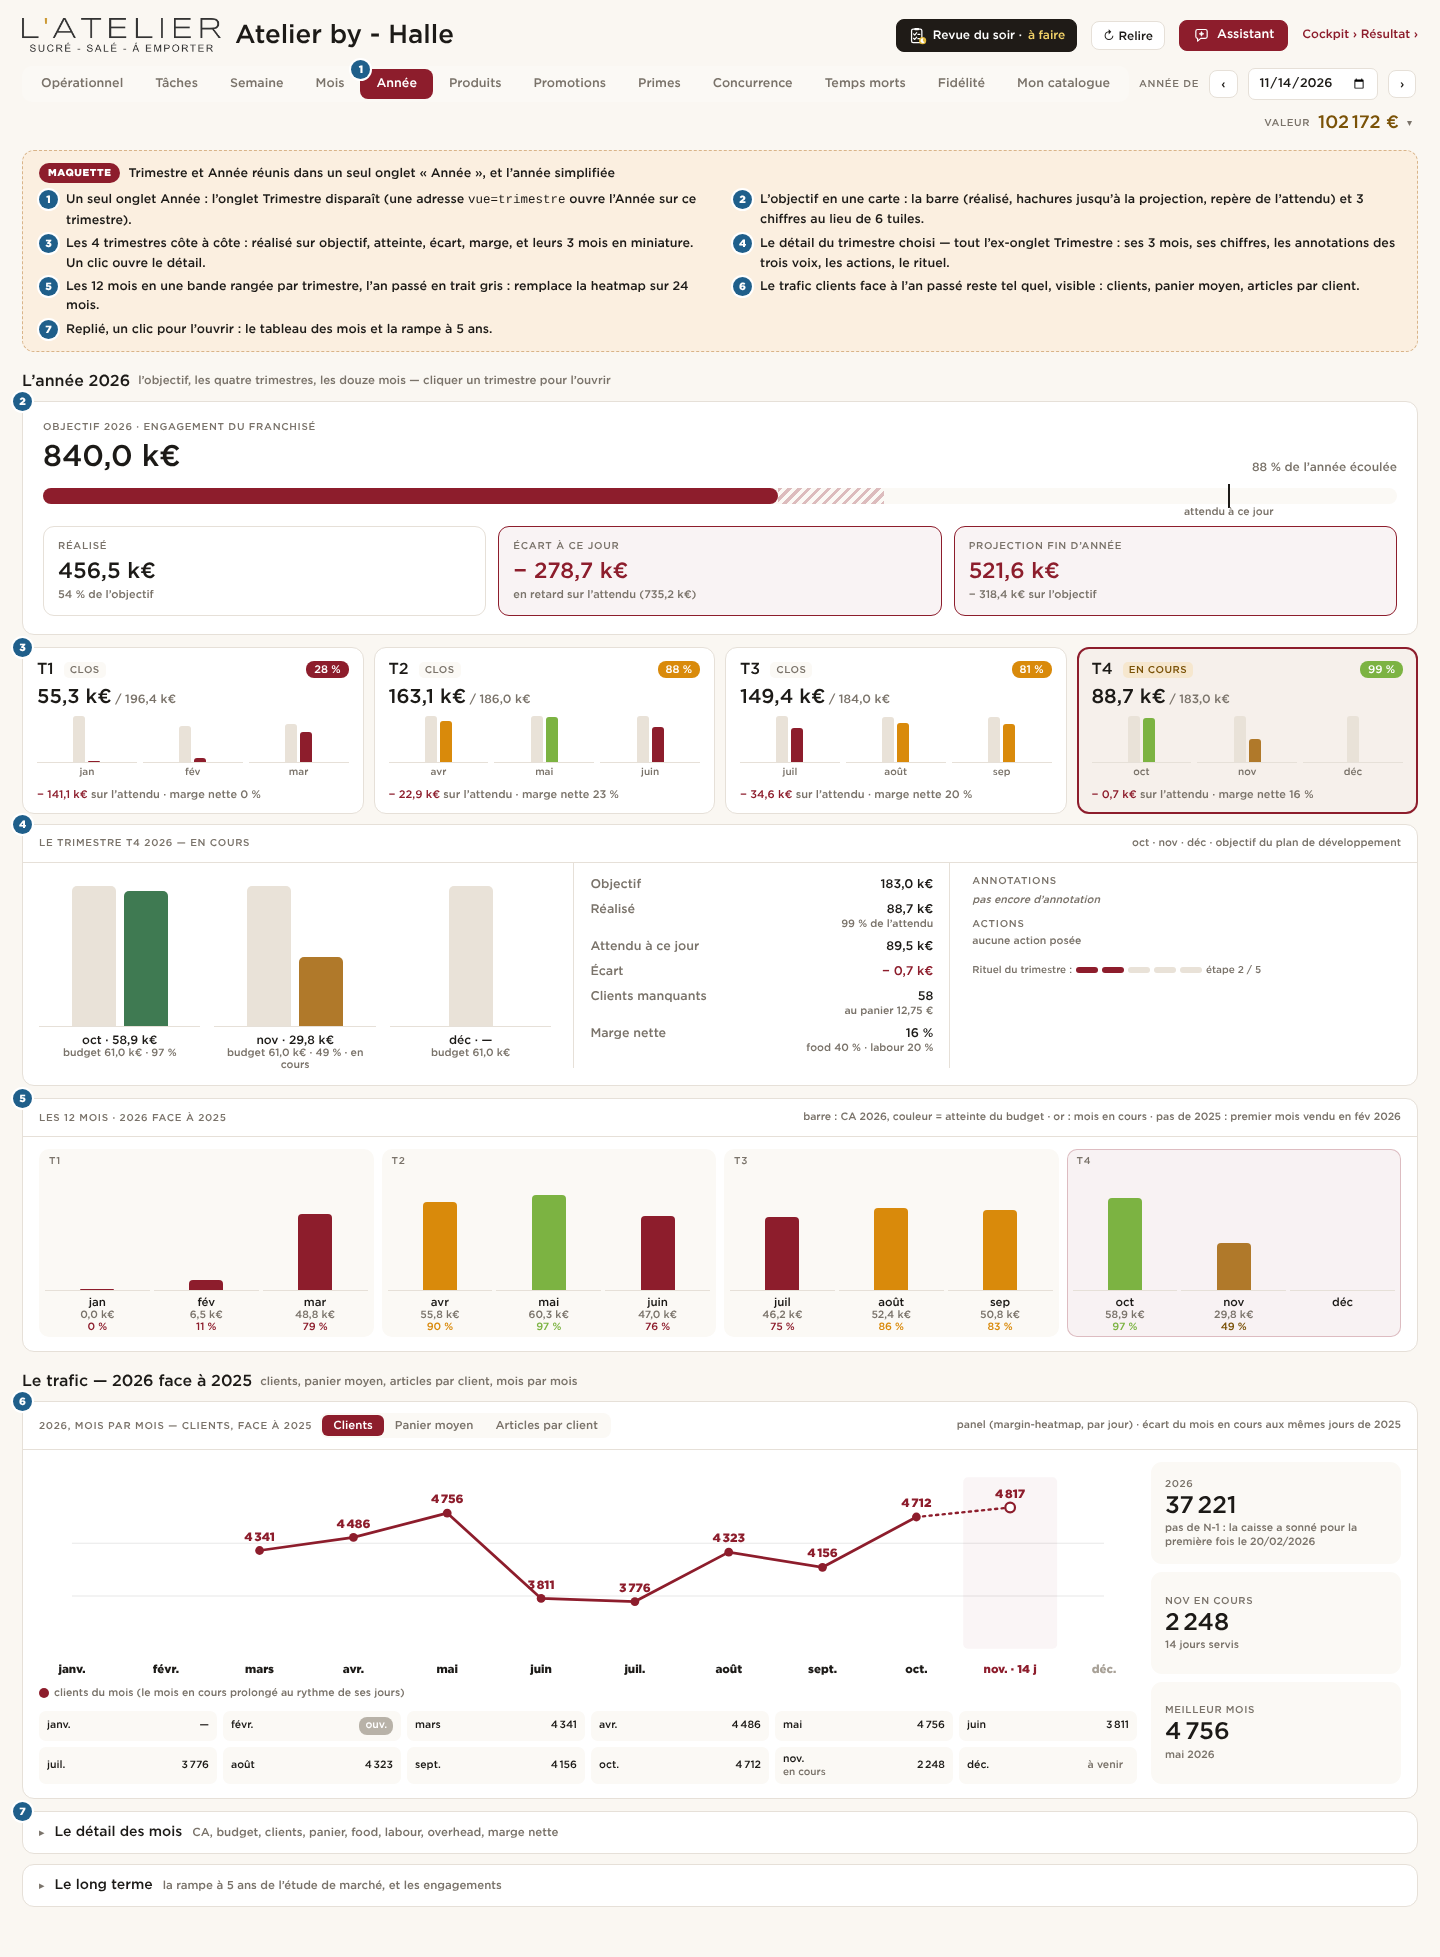 L'ATELIER
SUCRÉ - SALÉ - À EMPORTER
Atelier by - Halle
Revue du soir · à faire
↻ Relire
Assistant
Cockpit › Résultat ›
Opérationnel Tâches Semaine Mois 1 Année Produits Promotions Primes Concurrence Temps morts Fidélité Mon catalogue
ANNÉE DE ‹ 11/14/2026 ›
VALEUR 102 172 € ▾
MAQUETTE Trimestre et Année réunis dans un seul onglet « Année », et l’année simplifiée
1 Un seul onglet Année : l’onglet Trimestre disparaît (une adresse vue=trimestre ouvre l’Année sur ce
trimestre).
2 L’objectif en une carte : la barre (réalisé, hachures jusqu’à la projection, repère de l’attendu) et 3
chiffres au lieu de 6 tuiles.
3 Les 4 trimestres côte à côte : réalisé sur objectif, atteinte, écart, marge, et leurs 3 mois en miniature.
Un clic ouvre le détail.
4 Le détail du trimestre choisi — tout l’ex-onglet Trimestre : ses 3 mois, ses chiffres, les annotations des
trois voix, les actions, le rituel.
5 Les 12 mois en une bande rangée par trimestre, l’an passé en trait gris : remplace la heatmap sur 24
mois.
6 Le trafic clients face à l’an passé reste tel quel, visible : clients, panier moyen, articles par client.
7 Replié, un clic pour l’ouvrir : le tableau des mois et la rampe à 5 ans.
L’année 2026 l’objectif, les quatre trimestres, les douze mois — cliquer un trimestre pour l’ouvrir
2
OBJECTIF 2026 · ENGAGEMENT DU FRANCHISÉ
840,0 k€
88 % de l’année écoulée
attendu à ce jour
RÉALISÉ
456,5 k€
54 % de l’objectif
ÉCART À CE JOUR
− 278,7 k€
en retard sur l’attendu (735,2 k€)
PROJECTION FIN D’ANNÉE
521,6 k€
− 318,4 k€ sur l’objectif
3
T1 CLOS 28 %
55,3 k€ / 196,4 k€
jan fév mar
− 141,1 k€ sur l’attendu · marge nette 0 %
T2 CLOS 88 %
163,1 k€ / 186,0 k€
avr mai juin
− 22,9 k€ sur l’attendu · marge nette 23 %
T3 CLOS 81 %
149,4 k€ / 184,0 k€
juil août sep
− 34,6 k€ sur l’attendu · marge nette 20 %
T4 EN COURS 99 %
88,7 k€ / 183,0 k€
oct nov déc
− 0,7 k€ sur l’attendu · marge nette 16 %
4
LE TRIMESTRE T4 2026 — EN COURS
oct · nov · déc · objectif du plan de développement
oct · 58,9 k€
budget 61,0 k€ · 97 %
nov · 29,8 k€
budget 61,0 k€ · 49 % · en
cours
déc · —
budget 61,0 k€
Objectif 183,0 k€
Réalisé 88,7 k€
99 % de l’attendu
Attendu à ce jour 89,5 k€
Écart − 0,7 k€
Clients manquants 58
au panier 12,75 €
Marge nette 16 %
food 40 % · labour 20 %
ANNOTATIONS
pas encore d’annotation
ACTIONS
aucune action posée
Rituel du trimestre : étape 2 / 5
5
LES 12 MOIS · 2026 FACE À 2025
barre : CA 2026, couleur = atteinte du budget · or : mois en cours · pas de 2025 : premier mois vendu en fév 2026
T1 T2 T3 T4
jan fév mar avr mai juin juil août sep oct nov déc
0,0 k€ 6,5 k€ 48,8 k€ 55,8 k€ 60,3 k€ 47,0 k€ 46,2 k€ 52,4 k€ 50,8 k€ 58,9 k€ 29,8 k€
0 % 11 % 79 % 90 % 97 % 76 % 75 % 86 % 83 % 97 % 49 %
Le trafic — 2026 face à 2025 clients, panier moyen, articles par client, mois par mois
6
2026, MOIS PAR MOIS — CLIENTS, FACE À 2025 Clients Panier moyen Articles par client
panel (margin-heatmap, par jour) · écart du mois en cours aux mêmes jours de 2025
4 341 4 486 4 756 3 811 3 776 4 323 4 156 4 712 4 817
janv. févr. mars avr. mai juin juil. août sept. oct. nov. · 14 j déc.
clients du mois (le mois en cours prolongé au rythme de ses jours)
janv. — févr. ouv. mars 4 341 avr. 4 486 mai 4 756 juin 3 811
juil. 3 776 août 4 323 sept. 4 156 oct. 4 712 nov. en cours 2 248 déc. à venir
2026
37 221
pas de N-1 : la caisse a sonné pour la
première fois le 20/02/2026
NOV EN COURS
2 248
14 jours servis
MEILLEUR MOIS
4 756
mai 2026
7
▸ Le détail des mois CA, budget, clients, panier, food, labour, overhead, marge nette
▸ Le long terme la rampe à 5 ans de l’étude de marché, et les engagements